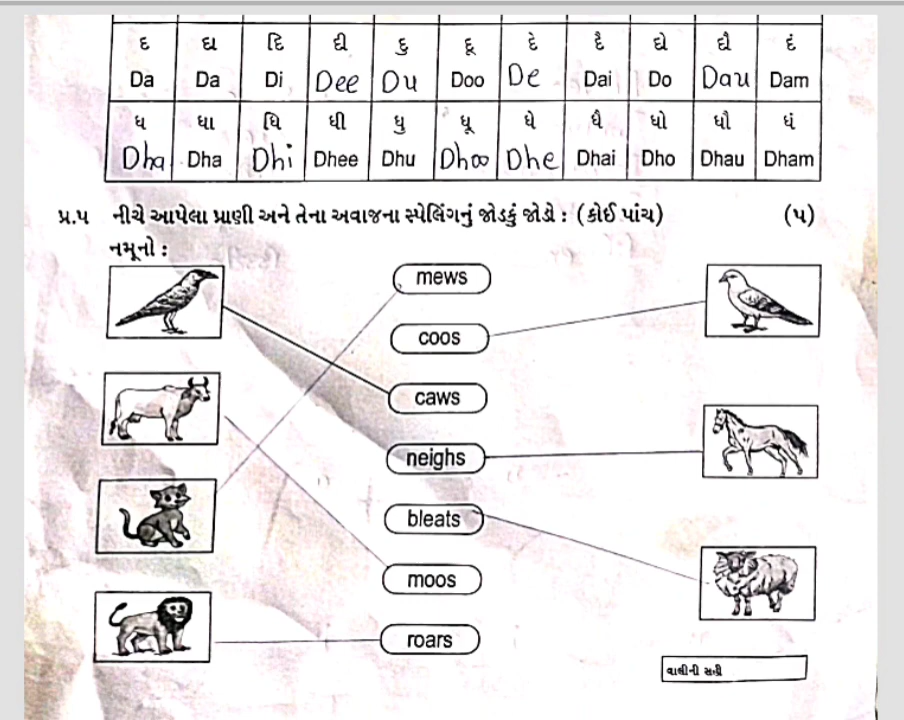 દ દા દિ દી દુ દૂ દે દૈ દો દૌ દં
Da Da Di Dee Du Doo De Dai Do Dau Dam
ધ ધા ધિ ધી ધુ ધૂ ધે ધૈ ધો ધૌ ધં
Dha Dha Dhi Dhee Dhu Dhoo Dhe Dhai Dho Dhau Dham
પ્ર.૫ નીચે આપેલા પ્રાણી અને તેના અવાજના સ્પેલિંગનું જોડકું જોડો : (કોઈ પાંચ) (૫)
નમૂનો :
mews
coos
caws
neighs
bleats
moos
roars
વાલીની સહી